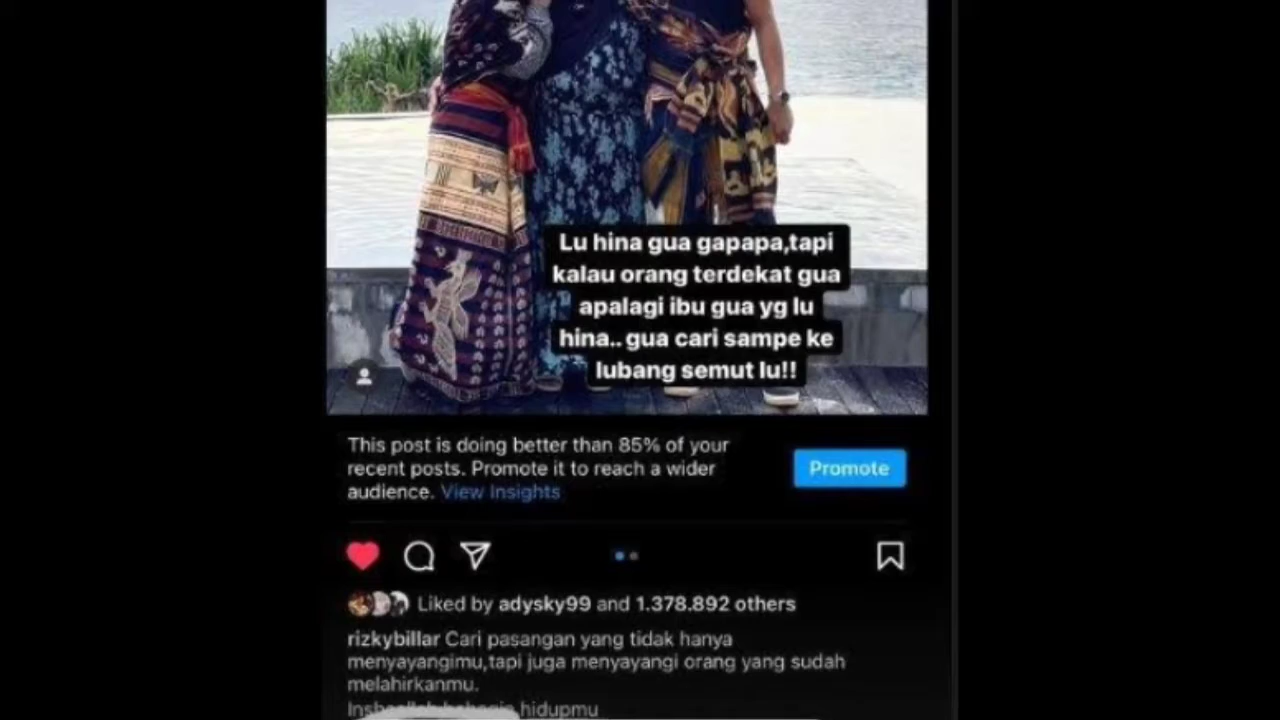 Lu hina gua gapapa,tapi
kalau orang terdekat gua
apalagi ibu gua yg lu
hina.. gua cari sampe ke
lubang semut lu!!
This post is doing better than 85% of your
recent posts. Promote it to reach a wider
audience. View Insights
Promote
Liked by adysky99 and 1.378.892 others
rizkybillar Cari pasangan yang tidak hanya
menyayangimu,tapi juga menyayangi orang yang sudah
melahirkanmu.
hidupmu